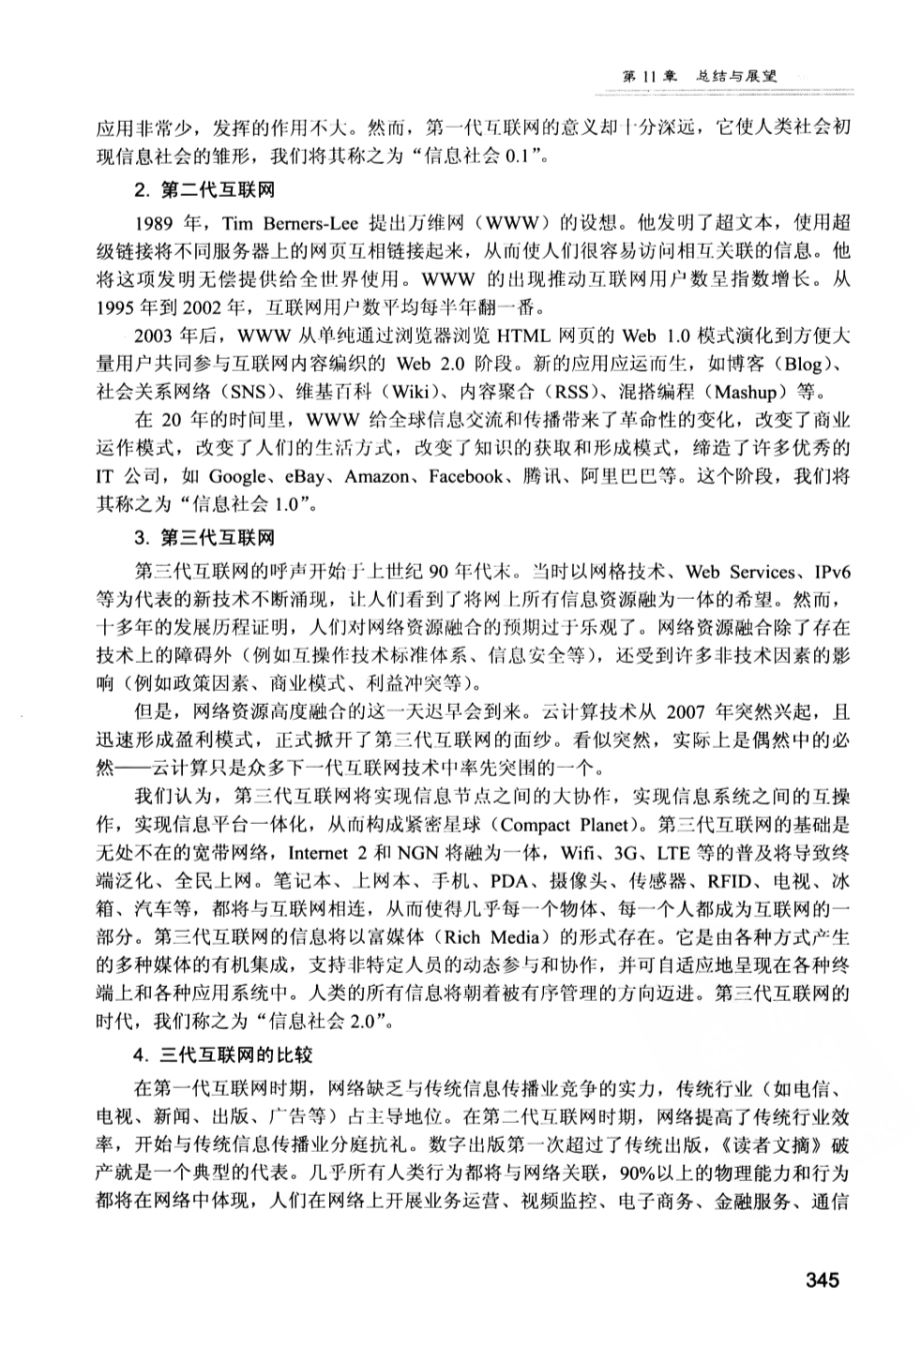 第 11 章 总结与展望
应用非常少，发挥的作用不大。然而，第一代互联网的意义却十分深远，它使人类社会初
现信息社会的雏形，我们将其称之为“信息社会 0.1”。
2. 第二代互联网
1989 年，Tim Berners-Lee 提出万维网（WWW）的设想。他发明了超文本，使用超
级链接将不同服务器上的网页互相链接起来，从而使人们很容易访问相互关联的信息。他
将这项发明无偿提供给全世界使用。WWW 的出现推动互联网用户数呈指数增长。从
1995 年到 2002 年，互联网用户数平均每半年翻一番。
2003 年后，WWW 从单纯通过浏览器浏览 HTML 网页的 Web 1.0 模式演化到方便大
量用户共同参与互联网内容编织的 Web 2.0 阶段。新的应用应运而生，如博客（Blog）、
社会关系网络（SNS）、维基百科（Wiki）、内容聚合（RSS）、混搭编程（Mashup）等。
在 20 年的时间里，WWW 给全球信息交流和传播带来了革命性的变化，改变了商业
运作模式，改变了人们的生活方式，改变了知识的获取和形成模式，缔造了许多优秀的
IT 公司，如 Google、eBay、Amazon、Facebook、腾讯、阿里巴巴等。这个阶段，我们将
其称之为“信息社会 1.0”。
3. 第三代互联网
第三代互联网的呼声开始于上世纪 90 年代末。当时以网格技术、Web Services、IPv6
等为代表的新技术不断涌现，让人们看到了将网上所有信息资源融为一体的希望。然而，
十多年的发展历程证明，人们对网络资源融合的预期过于乐观了。网络资源融合除了存在
技术上的障碍外（例如互操作技术标准体系、信息安全等），还受到许多非技术因素的影
响（例如政策因素、商业模式、利益冲突等）。
但是，网络资源高度融合的这一天迟早会到来。云计算技术从 2007 年突然兴起，且
迅速形成盈利模式，正式掀开了第三代互联网的面纱。看似突然，实际上是偶然中的必
然——云计算只是众多下一代互联网技术中率先突围的一个。
我们认为，第三代互联网将实现信息节点之间的大协作，实现信息系统之间的互操
作，实现信息平台一体化，从而构成紧密星球（Compact Planet）。第三代互联网的基础是
无处不在的宽带网络，Internet 2 和 NGN 将融为一体，Wifi、3G、LTE 等的普及将导致终
端泛化、全民上网。笔记本、上网本、手机、PDA、摄像头、传感器、RFID、电视、冰
箱、汽车等，都将与互联网相连，从而使得几乎每一个物体、每一个人都成为互联网的一
部分。第三代互联网的信息将以富媒体（Rich Media）的形式存在。它是由各种方式产生
的多种媒体的有机集成，支持非特定人员的动态参与和协作，并可自适应地呈现在各种终
端上和各种应用系统中。人类的所有信息将朝着被有序管理的方向迈进。第三代互联网的
时代，我们称之为“信息社会 2.0”。
4. 三代互联网的比较
在第一代互联网时期，网络缺乏与传统信息传播业竞争的实力，传统行业（如电信、
电视、新闻、出版、广告等）占主导地位。在第二代互联网时期，网络提高了传统行业效
率，开始与传统信息传播业分庭抗礼。数字出版第一次超过了传统出版，《读者文摘》破
产就是一个典型的代表。几乎所有人类行为都将与网络关联，90%以上的物理能力和行为
都将在网络中体现，人们在网络上开展业务运营、视频监控、电子商务、金融服务、通信
345